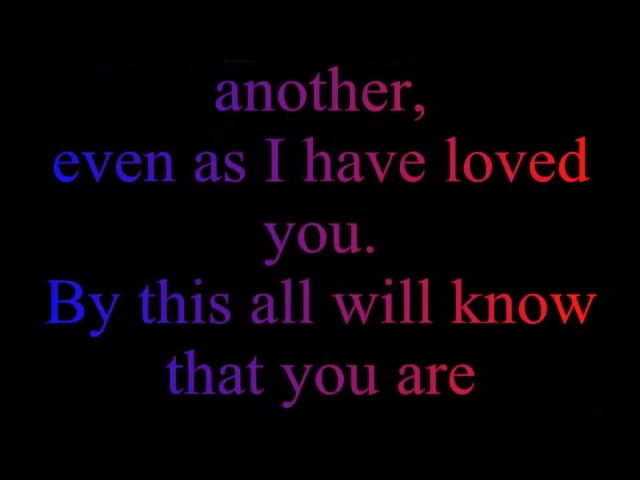 another,
even as I have loved
you.
By this all will know
that you are